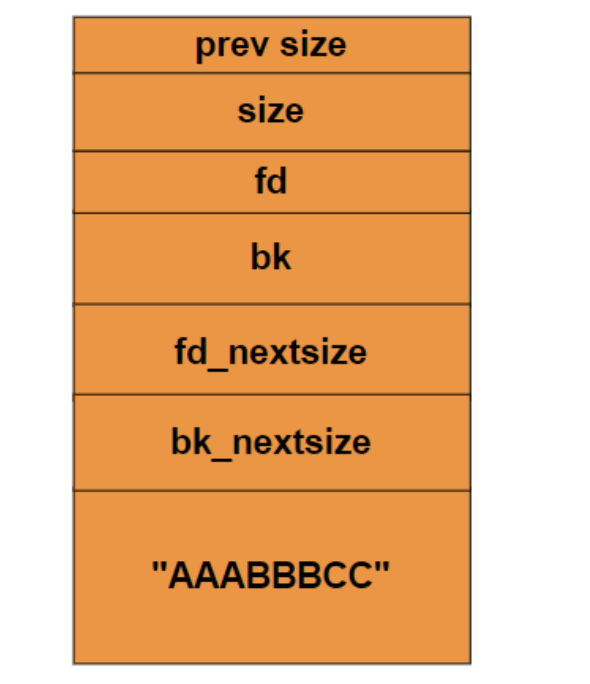 prev size
size
fd
bk
fd_nextsize
bk_nextsize
"AAABBBCC"